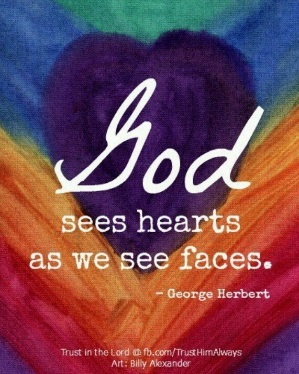 God
sees hearts
as we see faces.
- George Herbert
Trust in the Lord @ fb.com/TrustHimAlways
Art: Billy Alexander